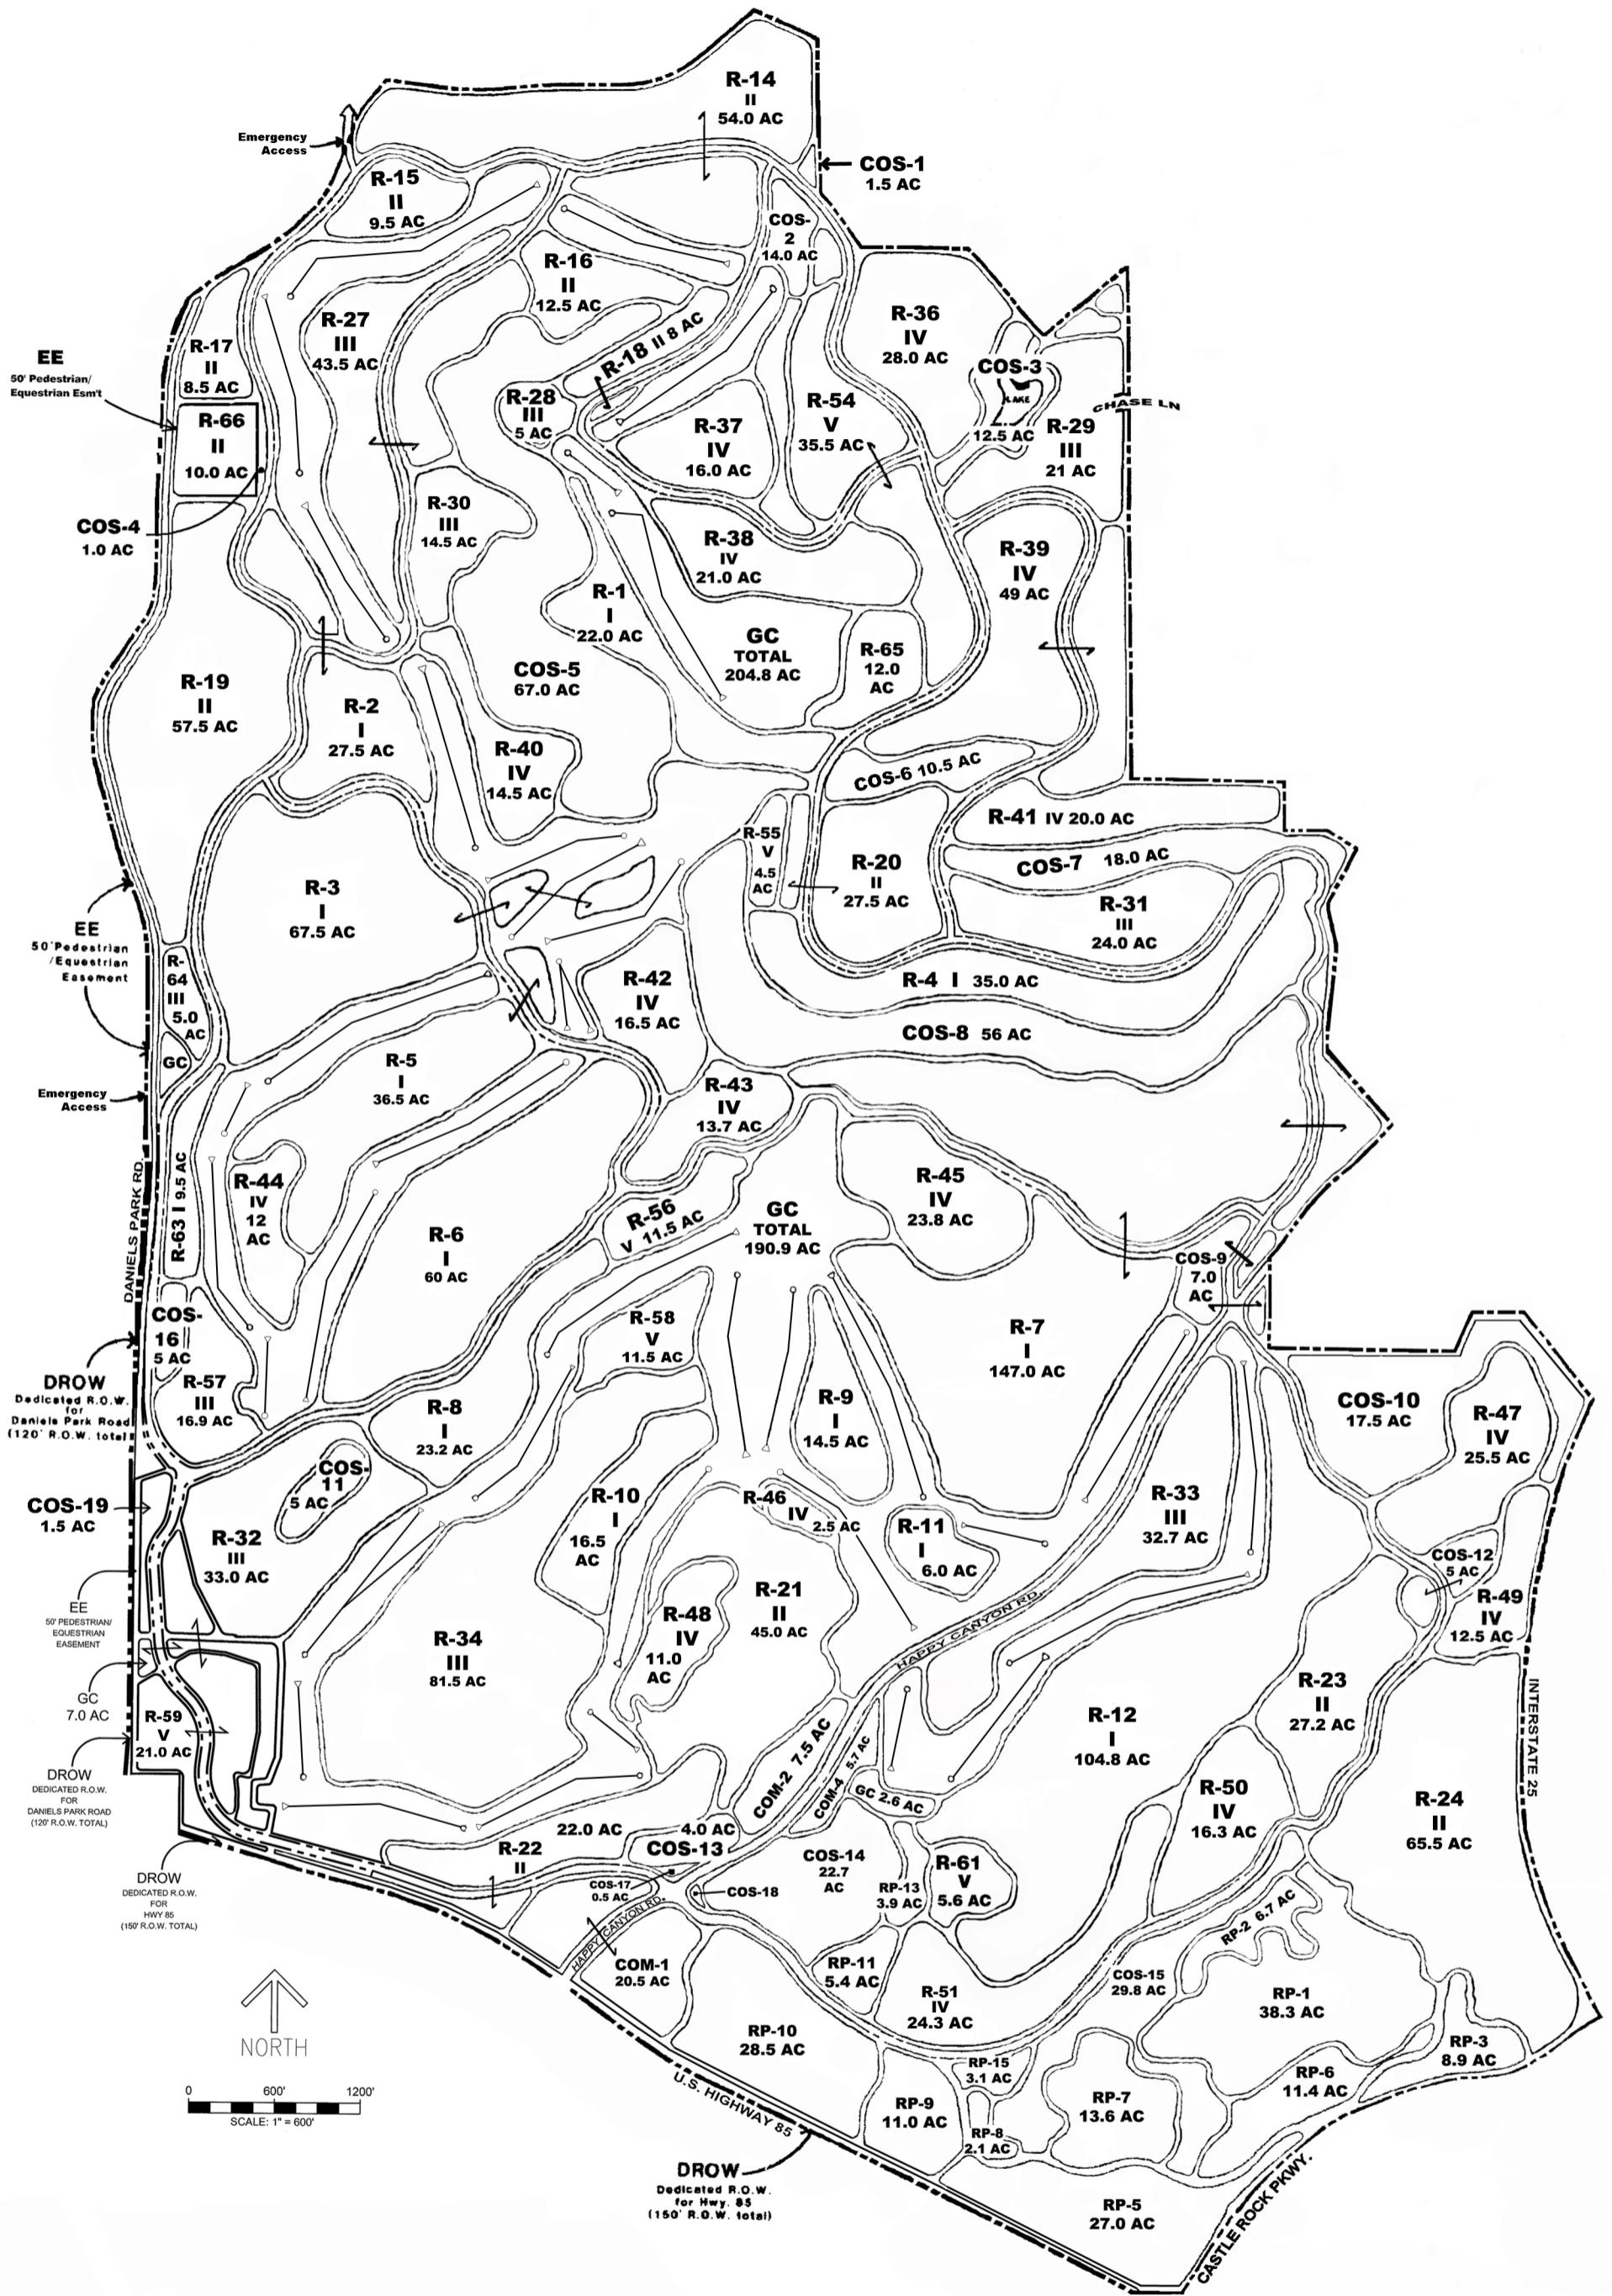 R-14
II
54.0 AC
Emergency
Access
COS-1
1.5 AC
R-15
II
9.5 AC
COS-
2
14.0 AC
R-16
II
12.5 AC
R-36
IV
28.0 AC
R-27
III
43.5 AC
R-17
II
8.5 AC
R-18 II 8 AC
EE
50' Pedestrian/
Equestrian Esm't
COS-3
LAKE
12.5 AC
CHASE LN
R-28
III
5 AC
R-54
V
35.5 AC
R-66
II
10.0 AC
R-37
IV
16.0 AC
R-29
III
21 AC
R-30
III
14.5 AC
COS-4
1.0 AC
R-38
IV
21.0 AC
R-39
IV
49 AC
R-1
I
22.0 AC
GC
TOTAL
204.8 AC
R-65
12.0
AC
COS-5
67.0 AC
R-19
II
57.5 AC
R-2
I
27.5 AC
R-40
IV
14.5 AC
COS-6 10.5 AC
R-41 IV 20.0 AC
R-55
V
4.5
AC
R-20
II
27.5 AC
COS-7 18.0 AC
R-3
I
67.5 AC
R-31
III
24.0 AC
EE
50'Pedestrian
/Equestrian
Easement
R-
64
III
5.0
AC
R-42
IV
16.5 AC
R-4 I 35.0 AC
COS-8 56 AC
GC
R-5
I
36.5 AC
Emergency
Access
R-43
IV
13.7 AC
DANIELS PARK RD.
R-63 I 9.5 AC
R-44
IV
12
AC
R-45
IV
23.8 AC
R-6
I
60 AC
R-56
V 11.5 AC
GC
TOTAL
190.9 AC
COS-9
7.0
AC
COS-
16
5 AC
R-58
V
11.5 AC
R-7
I
147.0 AC
DROW
Dedicated R.O.W.
for
Daniels Park Road
(120' R.O.W. total)
R-57
III
16.9 AC
R-8
I
23.2 AC
R-9
I
14.5 AC
COS-10
17.5 AC
R-47
IV
25.5 AC
COS-
11
5 AC
COS-19
1.5 AC
R-10
I
16.5
AC
R-46
IV 2.5 AC
R-33
III
32.7 AC
R-32
III
33.0 AC
R-11
I
6.0 AC
COS-12
5 AC
EE
50' PEDESTRIAN/
EQUESTRIAN
EASEMENT
R-21
II
45.0 AC
R-49
IV
12.5 AC
R-48
IV
11.0
AC
R-34
III
81.5 AC
HAPPY CANYON RD.
GC
7.0 AC
R-59
V
21.0 AC
R-23
II
27.2 AC
INTERSTATE 25
R-12
I
104.8 AC
COM-2 7.5 AC
COM-4 5.7 AC
DROW
DEDICATED R.O.W.
FOR
DANIELS PARK ROAD
(120' R.O.W. TOTAL)
GC 2.6 AC
R-50
IV
16.3 AC
R-24
II
65.5 AC
22.0 AC
R-22
II
4.0 AC
COS-13
COS-14
22.7
AC
R-61
V
5.6 AC
COS-17
0.5 AC
COS-18
RP-13
3.9 AC
DROW
DEDICATED R.O.W.
FOR
HWY 85
(150' R.O.W. TOTAL)
HAPPY CANYON RD.
RP-2 6.7 AC
COM-1
20.5 AC
RP-11
5.4 AC
COS-15
29.8 AC
R-51
IV
24.3 AC
RP-1
38.3 AC
NORTH
RP-10
28.5 AC
RP-3
8.9 AC
RP-15
3.1 AC
RP-6
11.4 AC
0 600' 1200'
SCALE: 1" = 600'
U.S. HIGHWAY 85
RP-9
11.0 AC
RP-7
13.6 AC
RP-8
2.1 AC
DROW
Dedicated R.O.W.
for Hwy. 85
(150' R.O.W. total)
RP-5
27.0 AC
CASTLE ROCK PKWY.